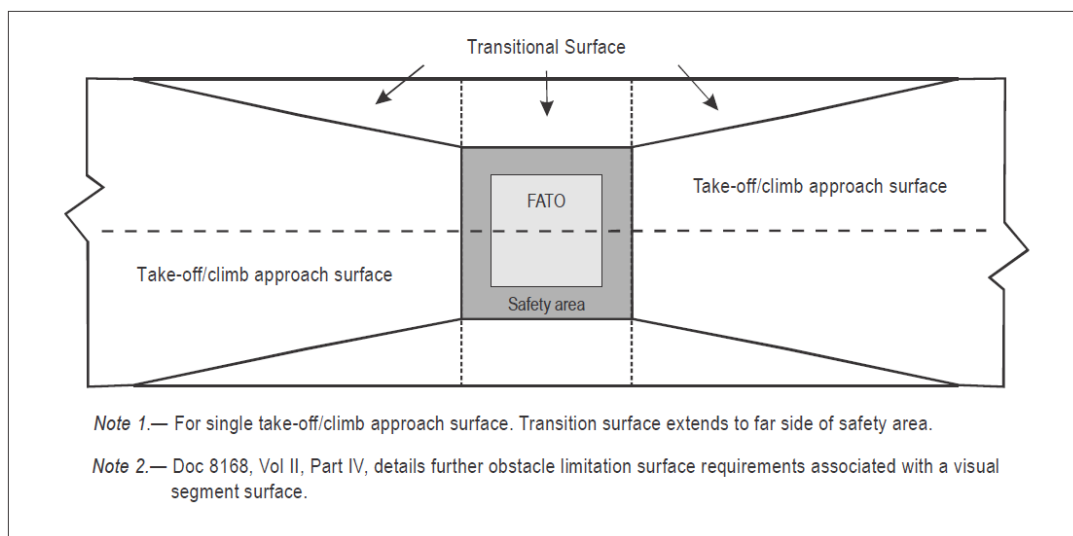 Transitional Surface
Take-off/climb approach surface
FATO
Take-off/climb approach surface
Safety area
Note 1.— For single take-off/climb approach surface. Transition surface extends to far side of safety area.
Note 2.— Doc 8168, Vol II, Part IV, details further obstacle limitation surface requirements associated with a visual
segment surface.